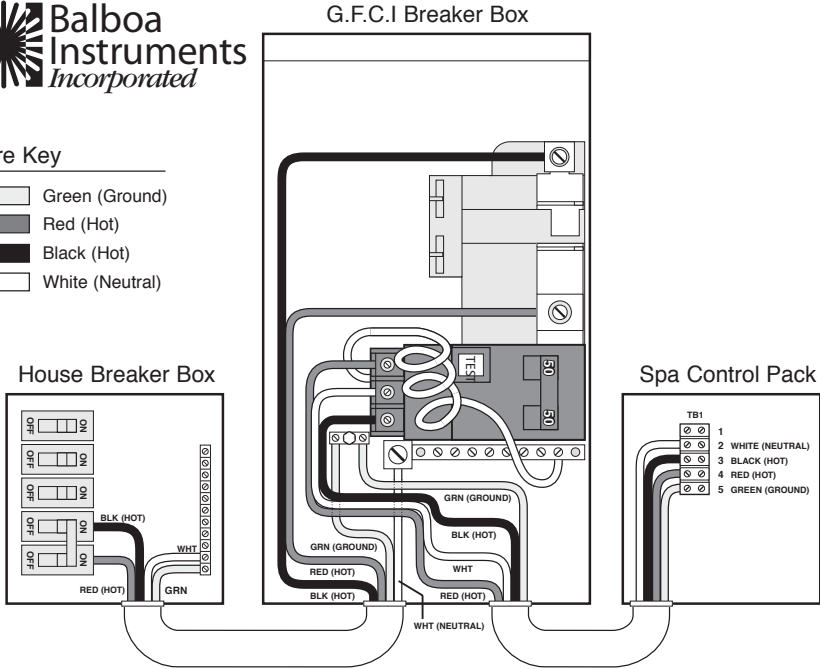 Balboa
Instruments
Incorporated
G.F.C.I Breaker Box
re Key
Green (Ground)
Red (Hot)
Black (Hot)
White (Neutral)
House Breaker Box
OFF ON
OFF ON
OFF ON
OFF ON
OFF ON
BLK (HOT)
WHT
RED (HOT)
GRN
TEST
50
50
GRN (GROUND)
BLK (HOT)
GRN (GROUND)
WHT
RED (HOT)
RED (HOT)
BLK (HOT)
WHT (NEUTRAL)
Spa Control Pack
TB1
1
2 WHITE (NEUTRAL)
3 BLACK (HOT)
4 RED (HOT)
5 GREEN (GROUND)